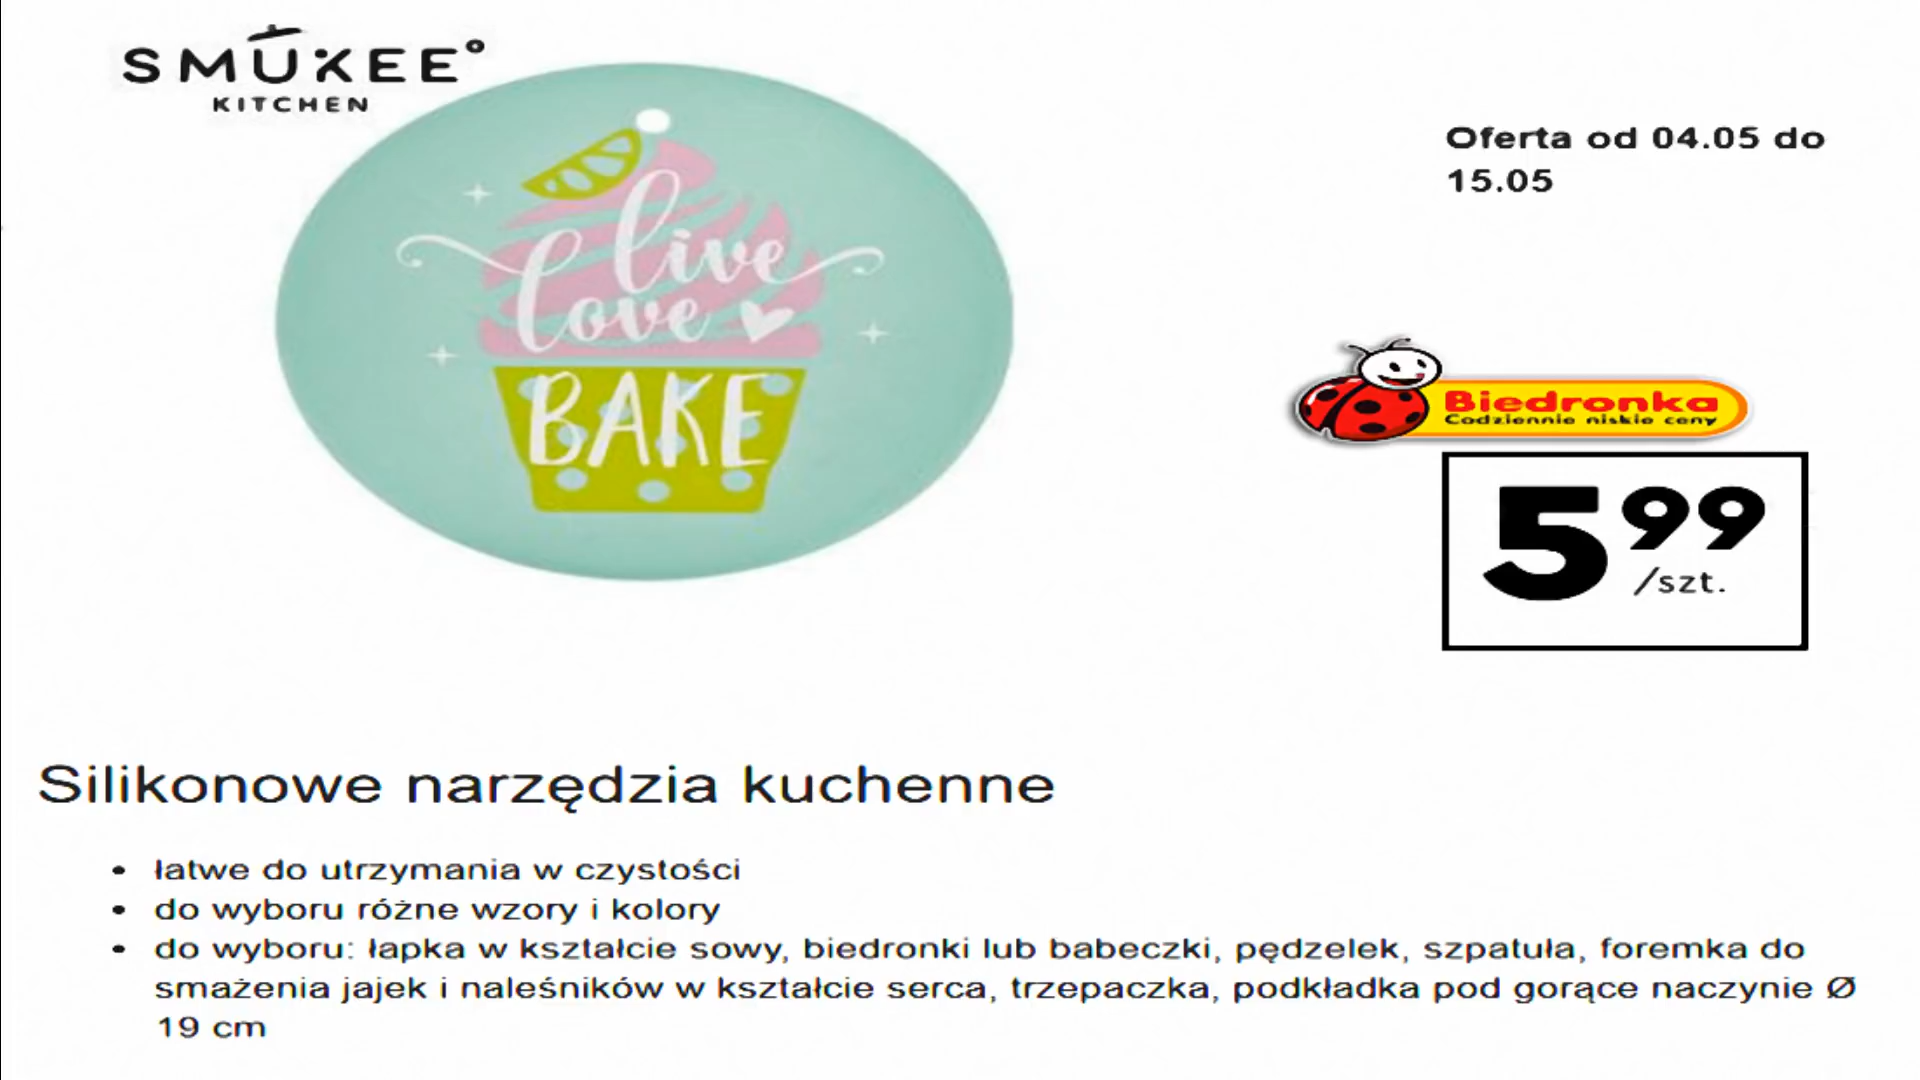 SMUKEE°
KITCHEN
Oferta od 04.05 do
15.05
live
love
BAKE
Biedronka
Codziennie niskie ceny
5 99
/szt.
Silikonowe narzędzia kuchenne
• łatwe do utrzymania w czystości
• do wyboru różne wzory i kolory
• do wyboru: łapka w kształcie sowy, biedronki lub babeczki, pędzelek, szpatuła, foremka do
smażenia jajek i naleśników w kształcie serca, trzepaczka, podkładka pod gorące naczynie Ø
19 cm